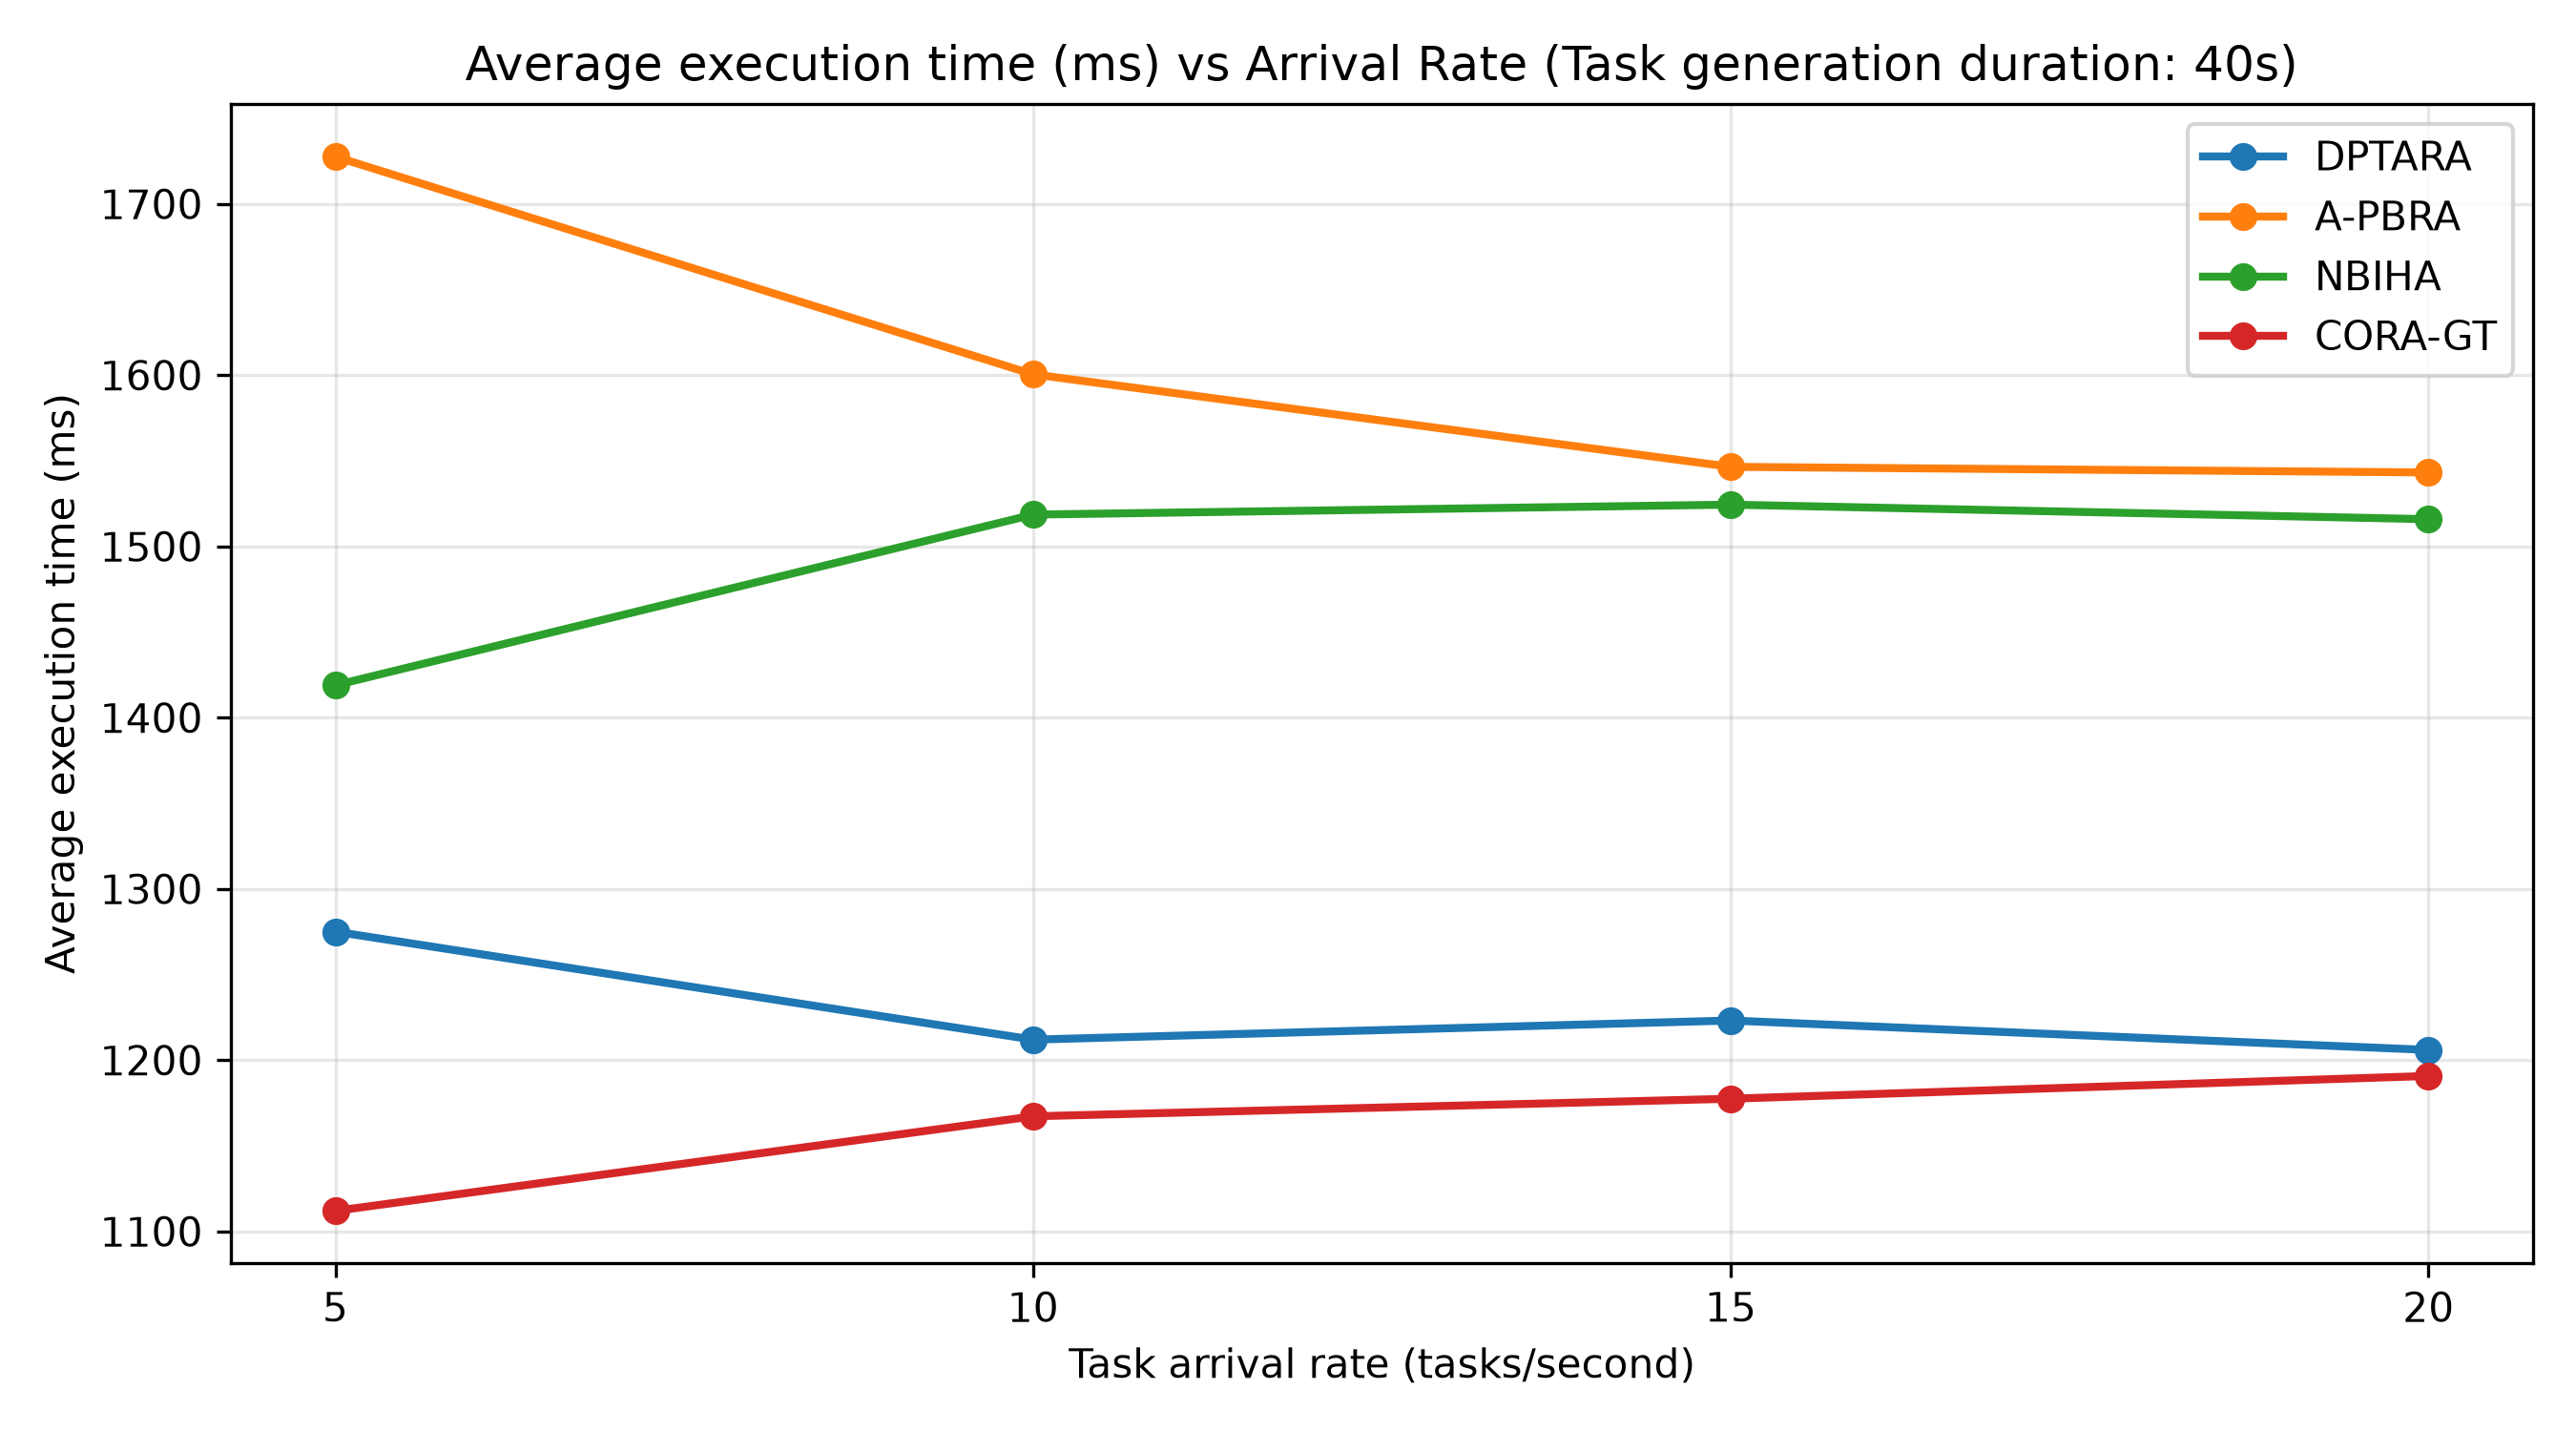 Average execution time (ms) vs Arrival Rate (Task generation duration: 40s)
DPTARA
A-PBRA
NBIHA
CORA-GT
Average execution time (ms)
1700
1600
1500
1400
1300
1200
1100
5 10 15 20
Task arrival rate (tasks/second)